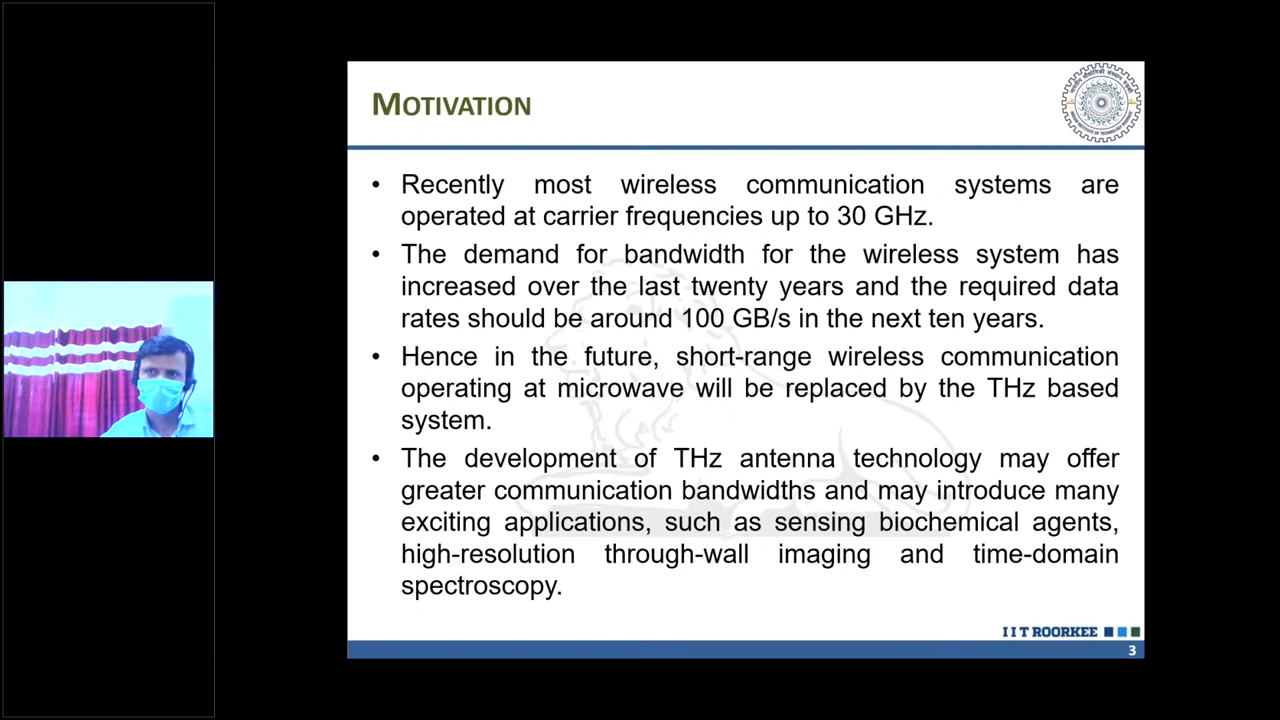 MOTIVATION
• Recently most wireless communication systems are
operated at carrier frequencies up to 30 GHz.
• The demand for bandwidth for the wireless system has
increased over the last twenty years and the required data
rates should be around 100 GB/s in the next ten years.
• Hence in the future, short-range wireless communication
operating at microwave will be replaced by the THz based
system.
• The development of THz antenna technology may offer
greater communication bandwidths and may introduce many
exciting applications, such as sensing biochemical agents,
high-resolution through-wall imaging and time-domain
spectroscopy.
I I T ROORKEE
3